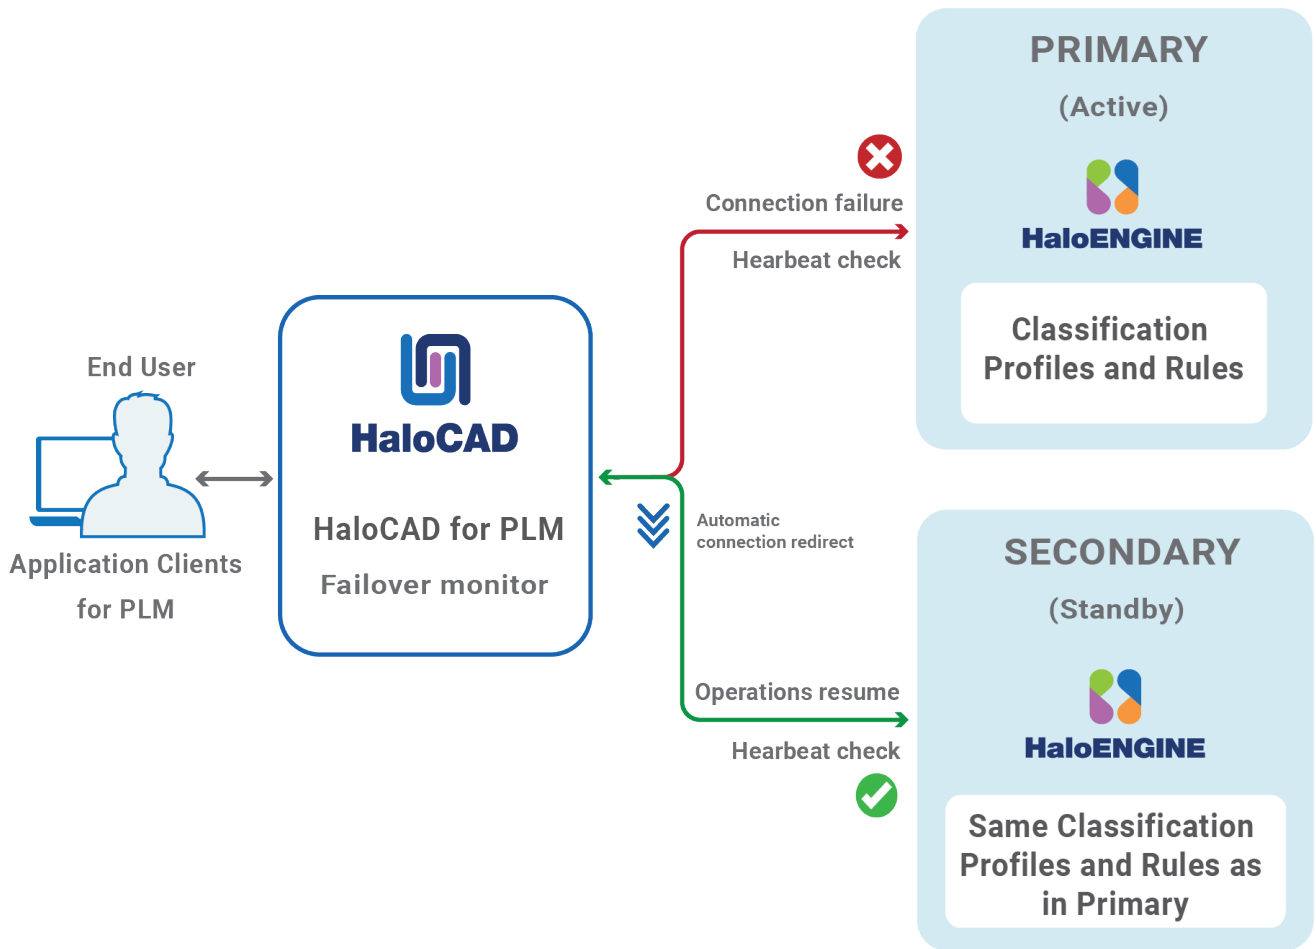 End User
Application Clients
for PLM
HaloCAD
HaloCAD for PLM
Failover monitor
Connection failure
Hearbeat check
Automatic
connection redirect
Operations resume
Hearbeat check
PRIMARY
(Active)
HaloENGINE
Classification
Profiles and Rules
SECONDARY
(Standby)
HaloENGINE
Same Classification
Profiles and Rules as
in Primary